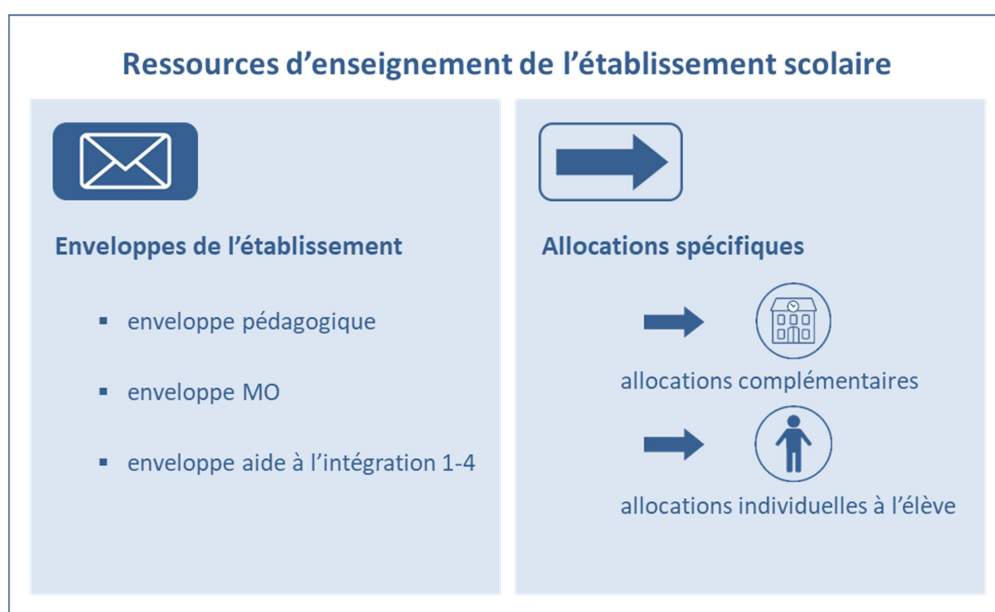 Ressources d’enseignement de l’établissement scolaire
Enveloppes de l’établissement
▪ enveloppe pédagogique
▪ enveloppe MO
▪ enveloppe aide à l’intégration 1-4
Allocations spécifiques
allocations complémentaires
allocations individuelles à l’élève